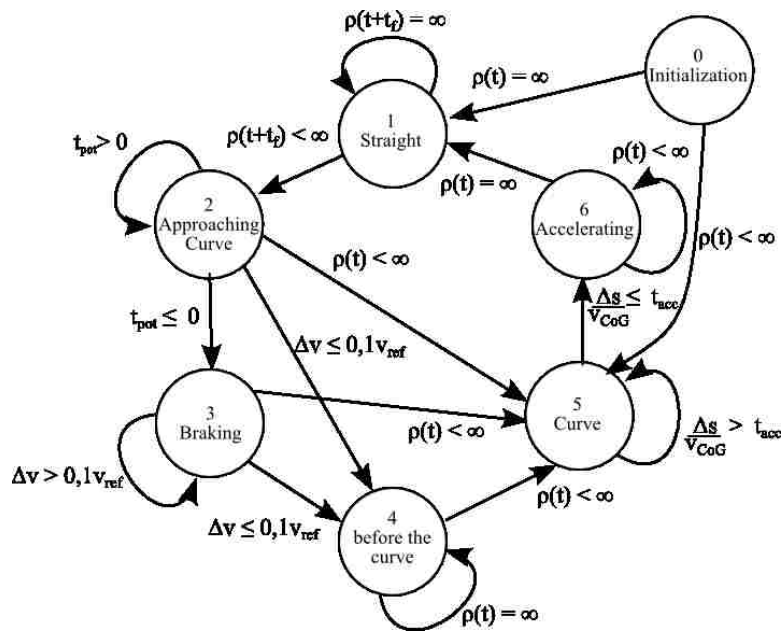 ρ(t+t_f) = ∞
0
Initialization
ρ(t) = ∞
1
Straight
t_pot > 0
ρ(t+t_f) < ∞
ρ(t) < ∞
ρ(t) = ∞
2
Approaching
Curve
6
Accelerating
ρ(t) < ∞
ρ(t) < ∞
t_pot ≤ 0
Δs/v_CoG ≤ t_acc
Δv ≤ 0,1v_ref
3
Braking
5
Curve
ρ(t) < ∞
Δs/v_CoG > t_acc
Δv > 0,1v_ref
Δv ≤ 0,1v_ref
4
before the
curve
ρ(t) < ∞
ρ(t) = ∞